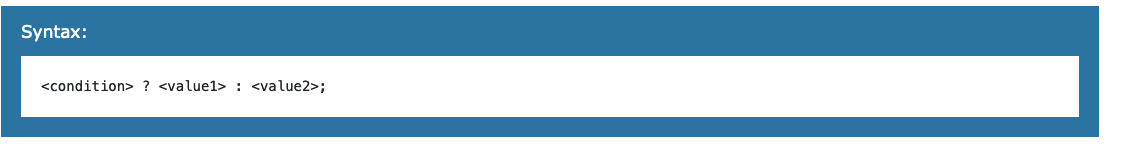 Syntax:
<condition> ? <value1> : <value2>;